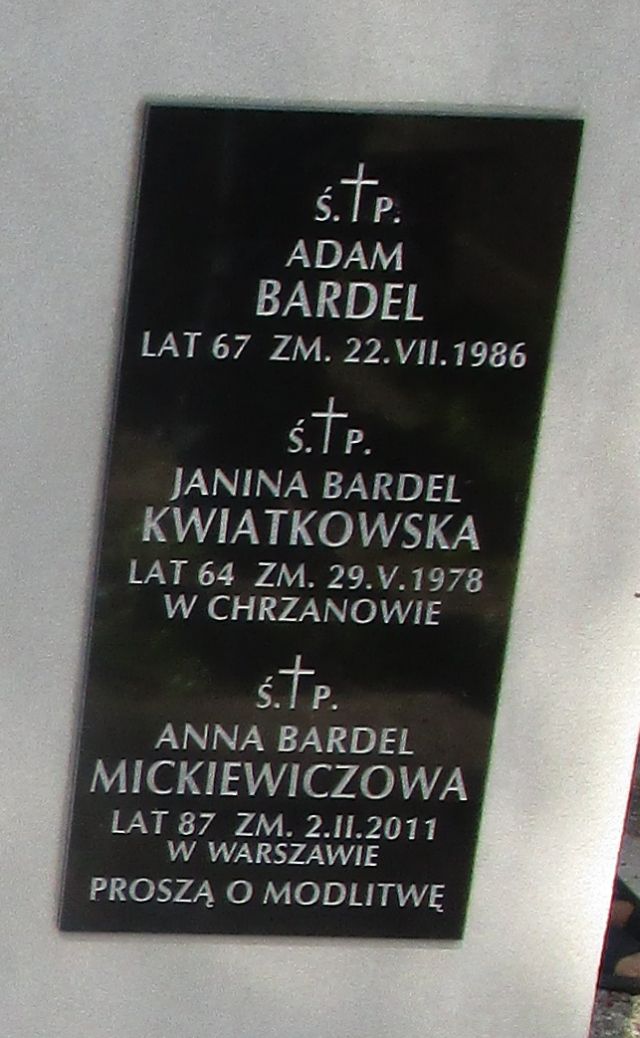 Ś.†P.
ADAM
BARDEL
LAT 67 ZM. 22.VII.1986
Ś.†P.
JANINA BARDEL
KWIATKOWSKA
LAT 64 ZM. 29.V.1978
W CHRZANOWIE
Ś.†P.
ANNA BARDEL
MICKIEWICZOWA
LAT 87 ZM. 2.II.2011
W WARSZAWIE
PROSZĄ O MODLITWĘ